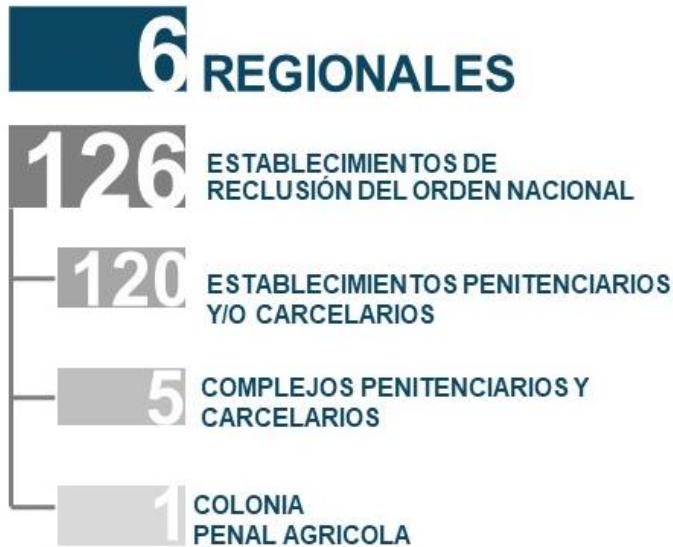 6 REGIONALES
126 ESTABLECIMIENTOS DE
RECLUSIÓN DEL ORDEN NACIONAL
120 ESTABLECIMIENTOS PENITENCIARIOS
Y/O CARCELARIOS
5 COMPLEJOS PENITENCIARIOS Y
CARCELARIOS
1 COLONIA
PENAL AGRICOLA